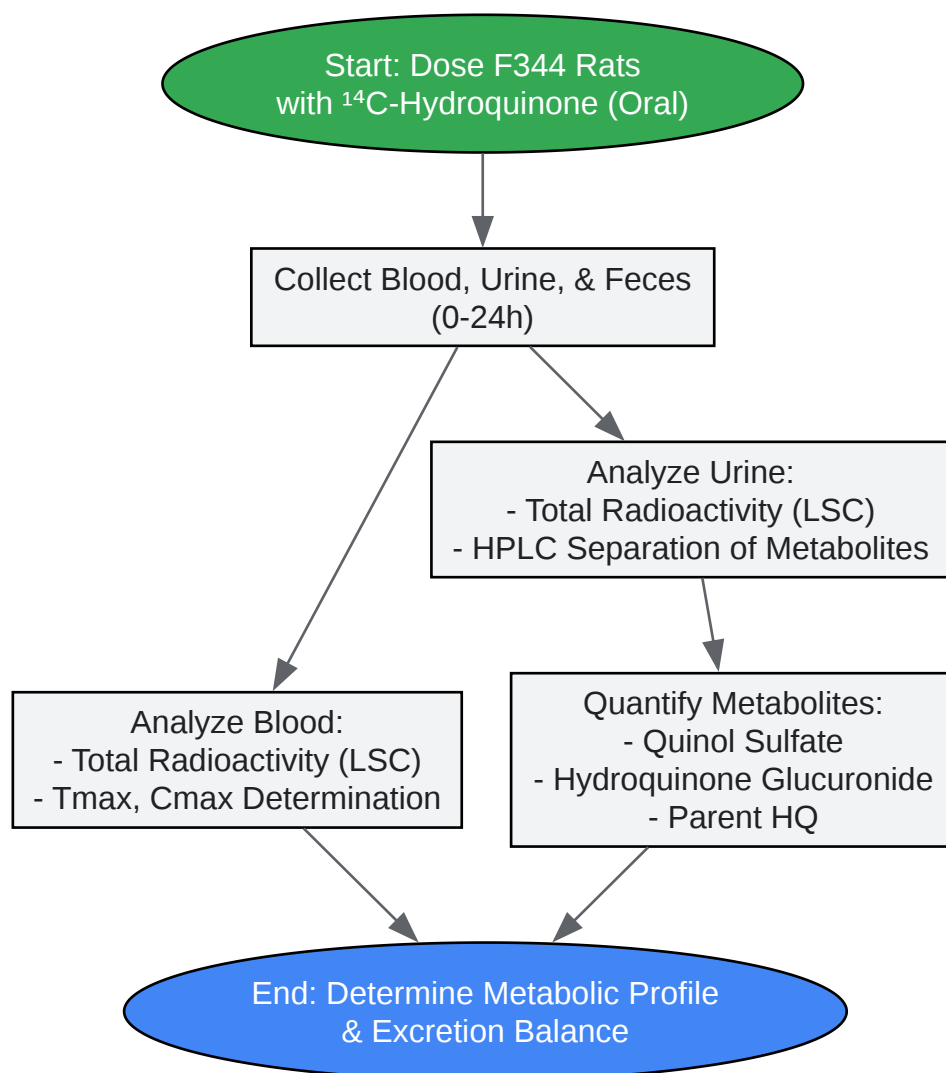 Start: Dose F344 Rats
with ¹⁴C-Hydroquinone (Oral)
Collect Blood, Urine, & Feces
(0-24h)
Analyze Urine:
- Total Radioactivity (LSC)
- HPLC Separation of Metabolites
Analyze Blood:
- Total Radioactivity (LSC)
- Tmax, Cmax Determination
Quantify Metabolites:
- Quinol Sulfate
- Hydroquinone Glucuronide
- Parent HQ
End: Determine Metabolic Profile
& Excretion Balance